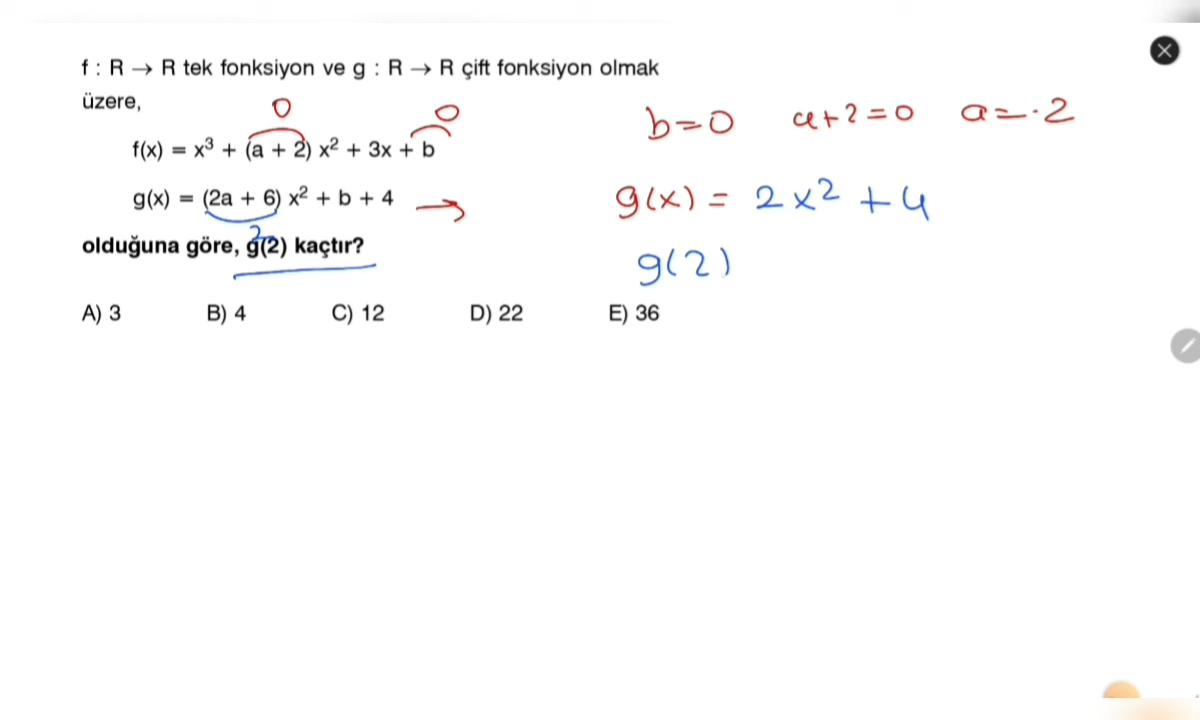 f : R → R tek fonksiyon ve g : R → R çift fonksiyon olmak
üzere,
0 0
f(x) = x³ + (a + 2) x² + 3x + b
g(x) = (2a + 6) x² + b + 4 →
2
olduğuna göre, g(2) kaçtır?
A) 3 B) 4 C) 12 D) 22 E) 36
b=0 a+2=0 a=-2
g(x) = 2x² + 4
g(2)